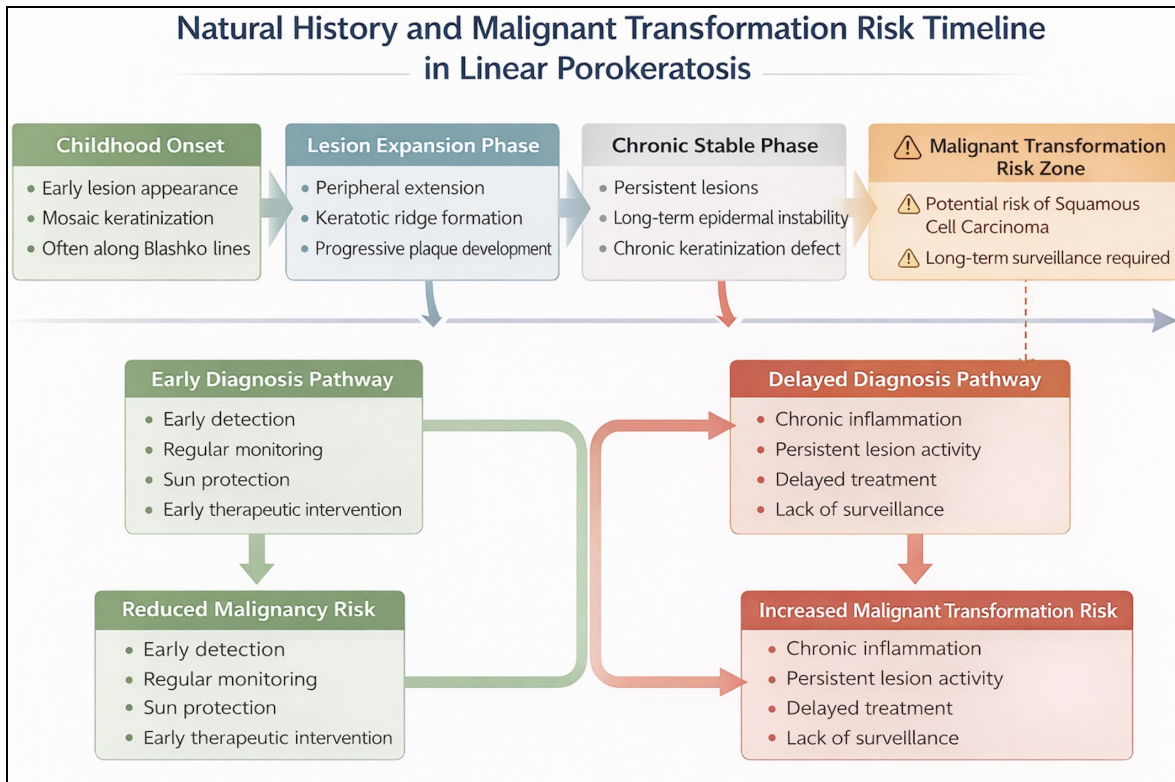 Natural History and Malignant Transformation Risk Timeline
in Linear Porokeratosis
Childhood Onset
• Early lesion appearance
• Mosaic keratinization
• Often along Blashko lines
Lesion Expansion Phase
• Peripheral extension
• Keratotic ridge formation
• Progressive plaque development
Chronic Stable Phase
• Persistent lesions
• Long-term epidermal instability
• Chronic keratinization defect
Malignant Transformation
Risk Zone
Potential risk of Squamous
Cell Carcinoma
Long-term surveillance required
Early Diagnosis Pathway
• Early detection
• Regular monitoring
• Sun protection
• Early therapeutic intervention
Delayed Diagnosis Pathway
• Chronic inflammation
• Persistent lesion activity
• Delayed treatment
• Lack of surveillance
Reduced Malignancy Risk
• Early detection
• Regular monitoring
• Sun protection
• Early therapeutic intervention
Increased Malignant Transformation Risk
• Chronic inflammation
• Persistent lesion activity
• Delayed treatment
• Lack of surveillance